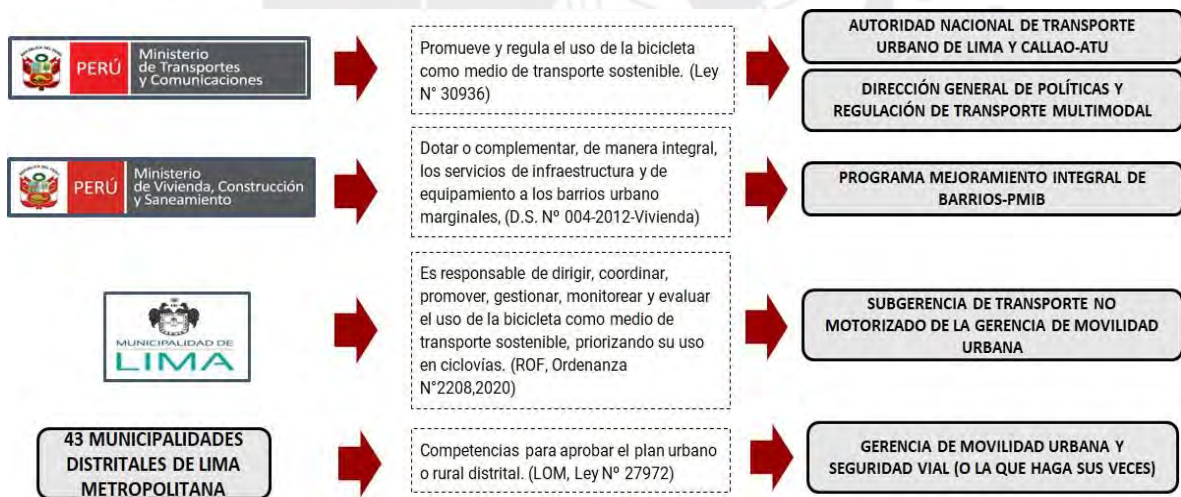 PERÚ
Ministerio
de Transportes
y Comunicaciones
Promueve y regula el uso de la bicicleta
como medio de transporte sostenible. (Ley
N° 30936)
AUTORIDAD NACIONAL DE TRANSPORTE
URBANO DE LIMA Y CALLAO-ATU
DIRECCIÓN GENERAL DE POLÍTICAS Y
REGULACIÓN DE TRANSPORTE MULTIMODAL
PERÚ
Ministerio
de Vivienda, Construcción
y Saneamiento
Dotar o complementar, de manera integral,
los servicios de infraestructura y de
equipamiento a los barrios urbano
marginales, (D.S. Nº 004-2012-Vivienda)
PROGRAMA MEJORAMIENTO INTEGRAL DE
BARRIOS-PMIB
MUNICIPALIDAD DE
LIMA
Es responsable de dirigir, coordinar,
promover, gestionar, monitorear y evaluar
el uso de la bicicleta como medio de
transporte sostenible, priorizando su uso
en ciclovías. (ROF, Ordenanza
N°2208,2020)
SUBGERENCIA DE TRANSPORTE NO
MOTORIZADO DE LA GERENCIA DE MOVILIDAD
URBANA
43 MUNICIPALIDADES
DISTRITALES DE LIMA
METROPOLITANA
Competencias para aprobar el plan urbano
o rural distrital. (LOM, Ley Nº 27972)
GERENCIA DE MOVILIDAD URBANA Y
SEGURIDAD VIAL (O LA QUE HAGA SUS VECES)